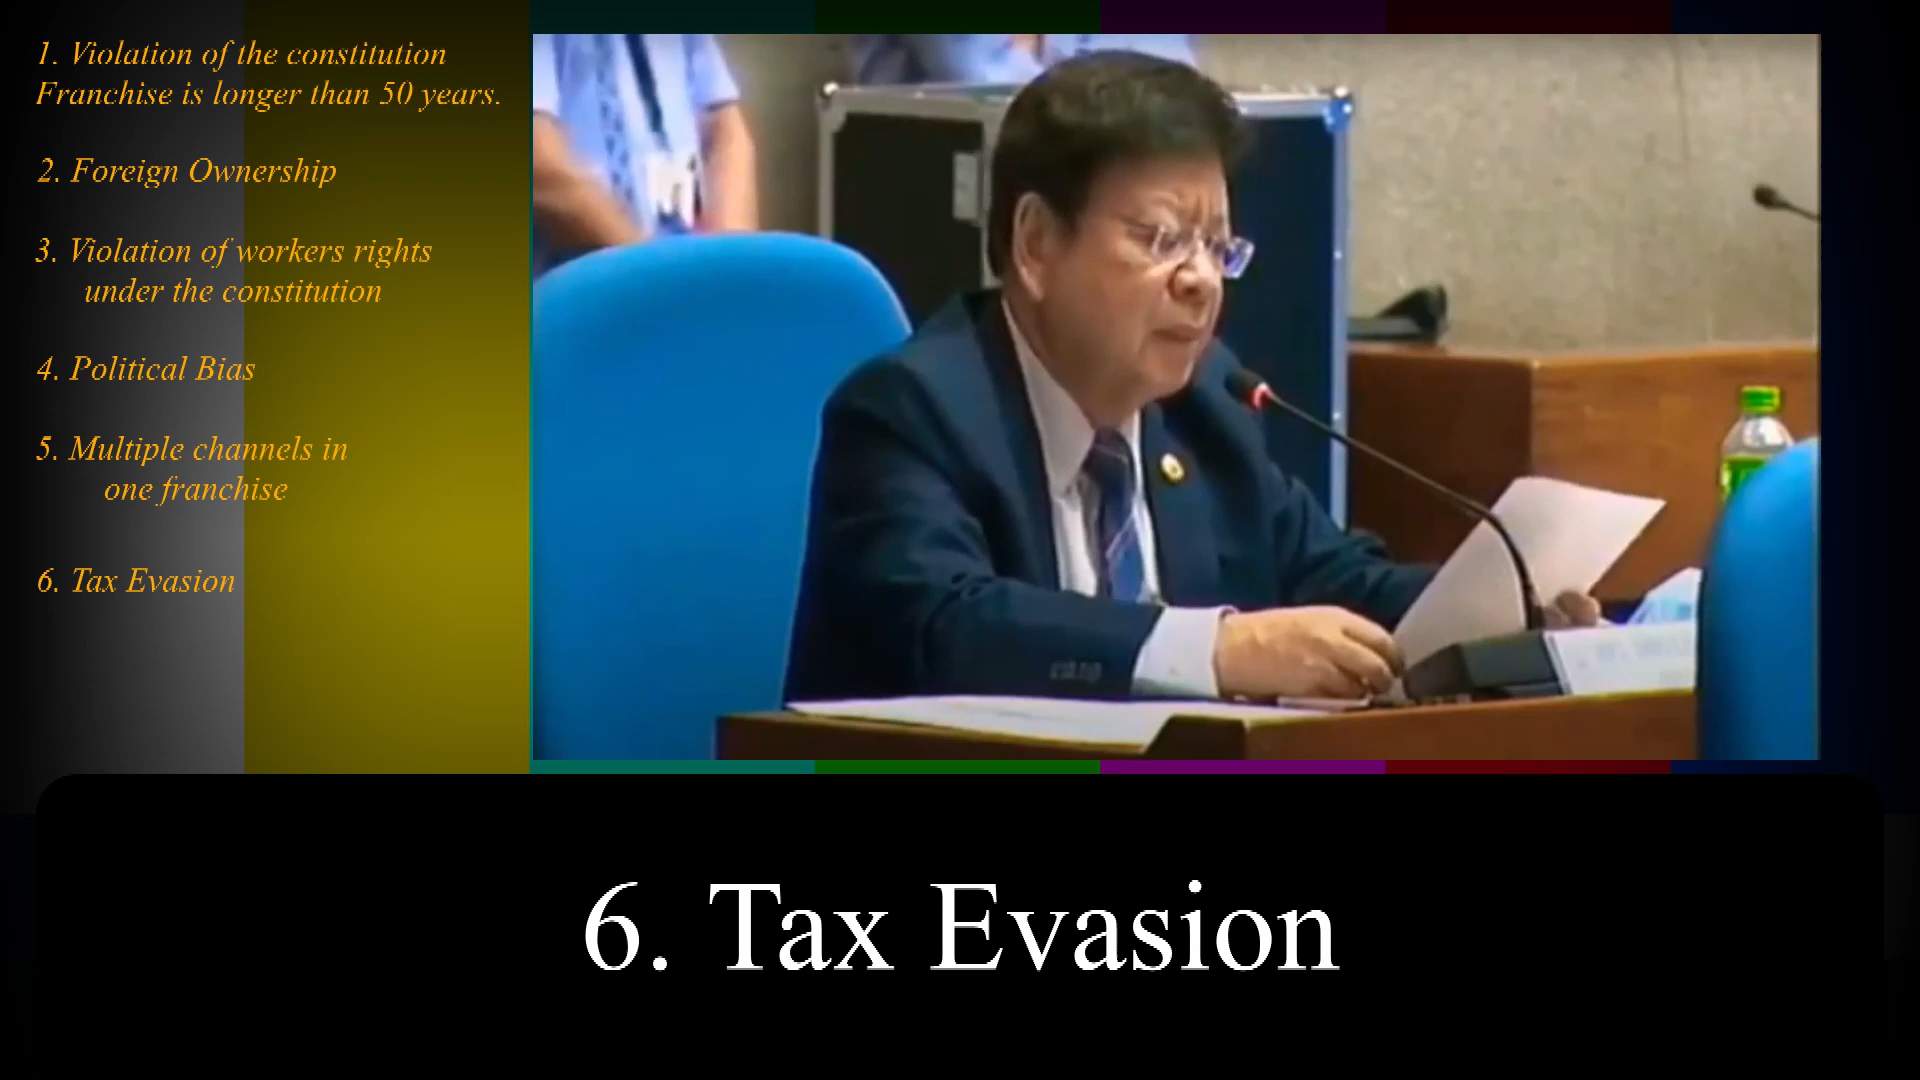 1. Violation of the constitution
Franchise is longer than 50 years.
2. Foreign Ownership
3. Violation of workers rights
under the constitution
4. Political Bias
5. Multiple channels in
one franchise
6. Tax Evasion
6. Tax Evasion